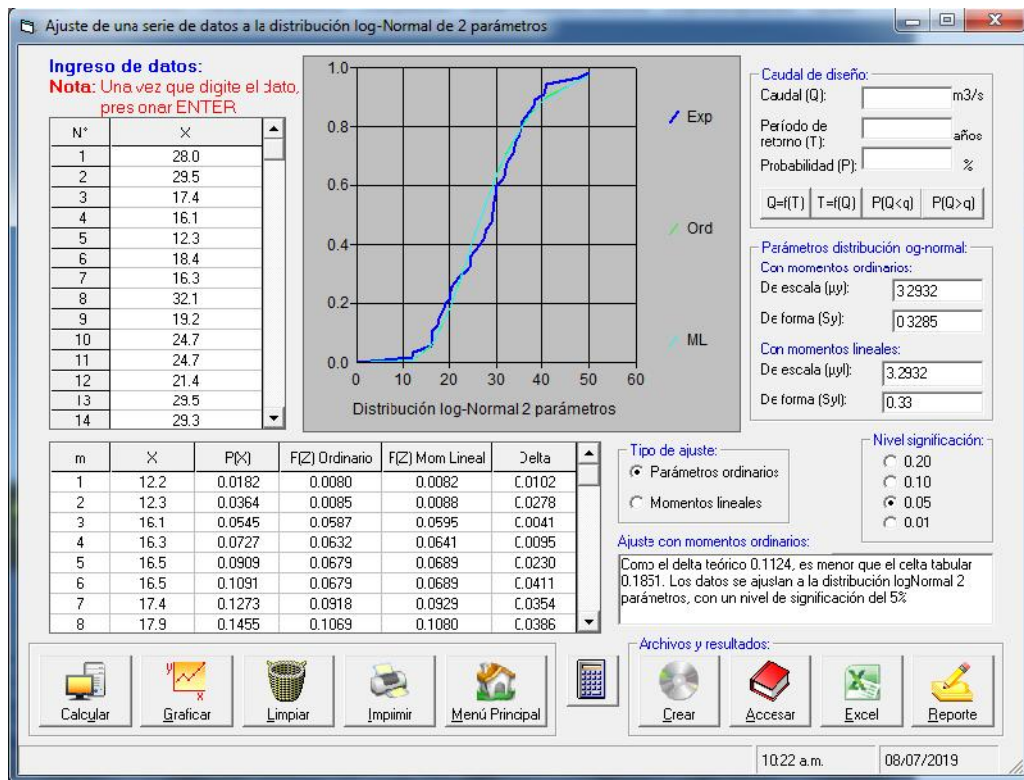 Ajuste de una serie de datos a la distribución log-Normal de 2 parámetros
Ingreso de datos:
Nota: Una vez que digite el dato,
presionar ENTER
N° X
1 28.0
2 29.5
3 17.4
4 16.1
5 12.3
6 18.4
7 16.3
8 32.1
9 19.2
10 24.7
11 24.7
12 21.4
13 29.5
14 29.3
1.0
0.8
0.6
0.4
0.2
0.0
0 10 20 30 40 50 60
Distribución log-Normal 2 parámetros
Exp
Ord
ML
Caudal de diseño:
Caudal (Q): m3/s
Período de
retorno (T): años
Probabilidad (P): %
Q=f(T) T=f(Q) P(Q<q) P(Q>q)
Parámetros distribución log-normal:
Con momentos ordinarios:
De escala (μy): 3.2932
De forma (Sy): 0.3285
Con momentos lineales:
De escala (μyl): 3.2932
De forma (Syl): 0.33
m X P(X) F(Z) Ordinario F(Z) Mom Lineal Delta
1 12.2 0.0182 0.0080 0.0082 0.0102
2 12.3 0.0364 0.0085 0.0088 0.0278
3 16.1 0.0545 0.0587 0.0595 0.0041
4 16.3 0.0727 0.0632 0.0641 0.0095
5 16.5 0.0909 0.0679 0.0689 0.0230
6 16.5 0.1091 0.0679 0.0689 0.0411
7 17.4 0.1273 0.0918 0.0929 0.0354
8 17.9 0.1455 0.1069 0.1080 0.0386
Tipo de ajuste:
Parámetros ordinarios
Momentos lineales
Nivel significación:
0.20
0.10
0.05
0.01
Ajuste con momentos ordinarios:
Como el delta teórico 0.1124, es menor que el delta tabular
0.1851. Los datos se ajustan a la distribución logNormal 2
parámetros, con un nivel de significación del 5%
Calcular
Graficar
Limpiar
Imprimir
Menú Principal
Archivos y resultados:
Crear
Accesar
Excel
Reporte
10:22 a.m. 08/07/2019